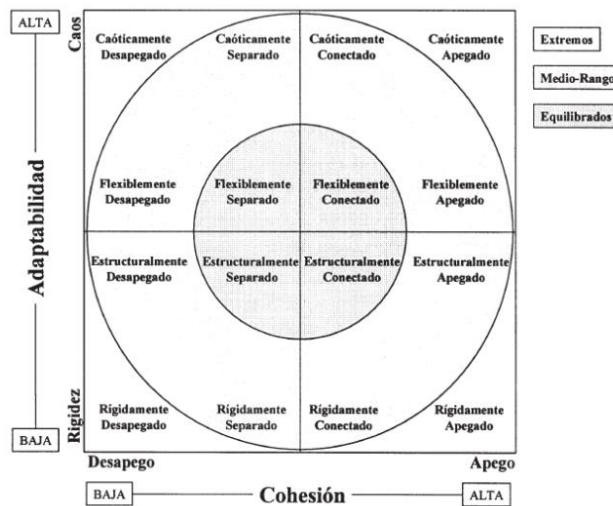 ALTA
Caos
Caóticamente
Desapegado
Caóticamente
Separado
Caóticamente
Conectado
Caóticamente
Apegado
Extremos
Medio-Rango
Equilibrados
Adaptabilidad
Flexiblemente
Desapegado
Flexiblemente
Separado
Flexiblemente
Conectado
Flexiblemente
Apegado
Estructuralmente
Desapegado
Estructuralmente
Separado
Estructuralmente
Conectado
Estructuralmente
Apegado
Rígidamente
Desapegado
Rígidamente
Separado
Rígidamente
Conectado
Rígidamente
Apegado
Rigidez
BAJA
Desapego
Apego
BAJA
Cohesión
ALTA